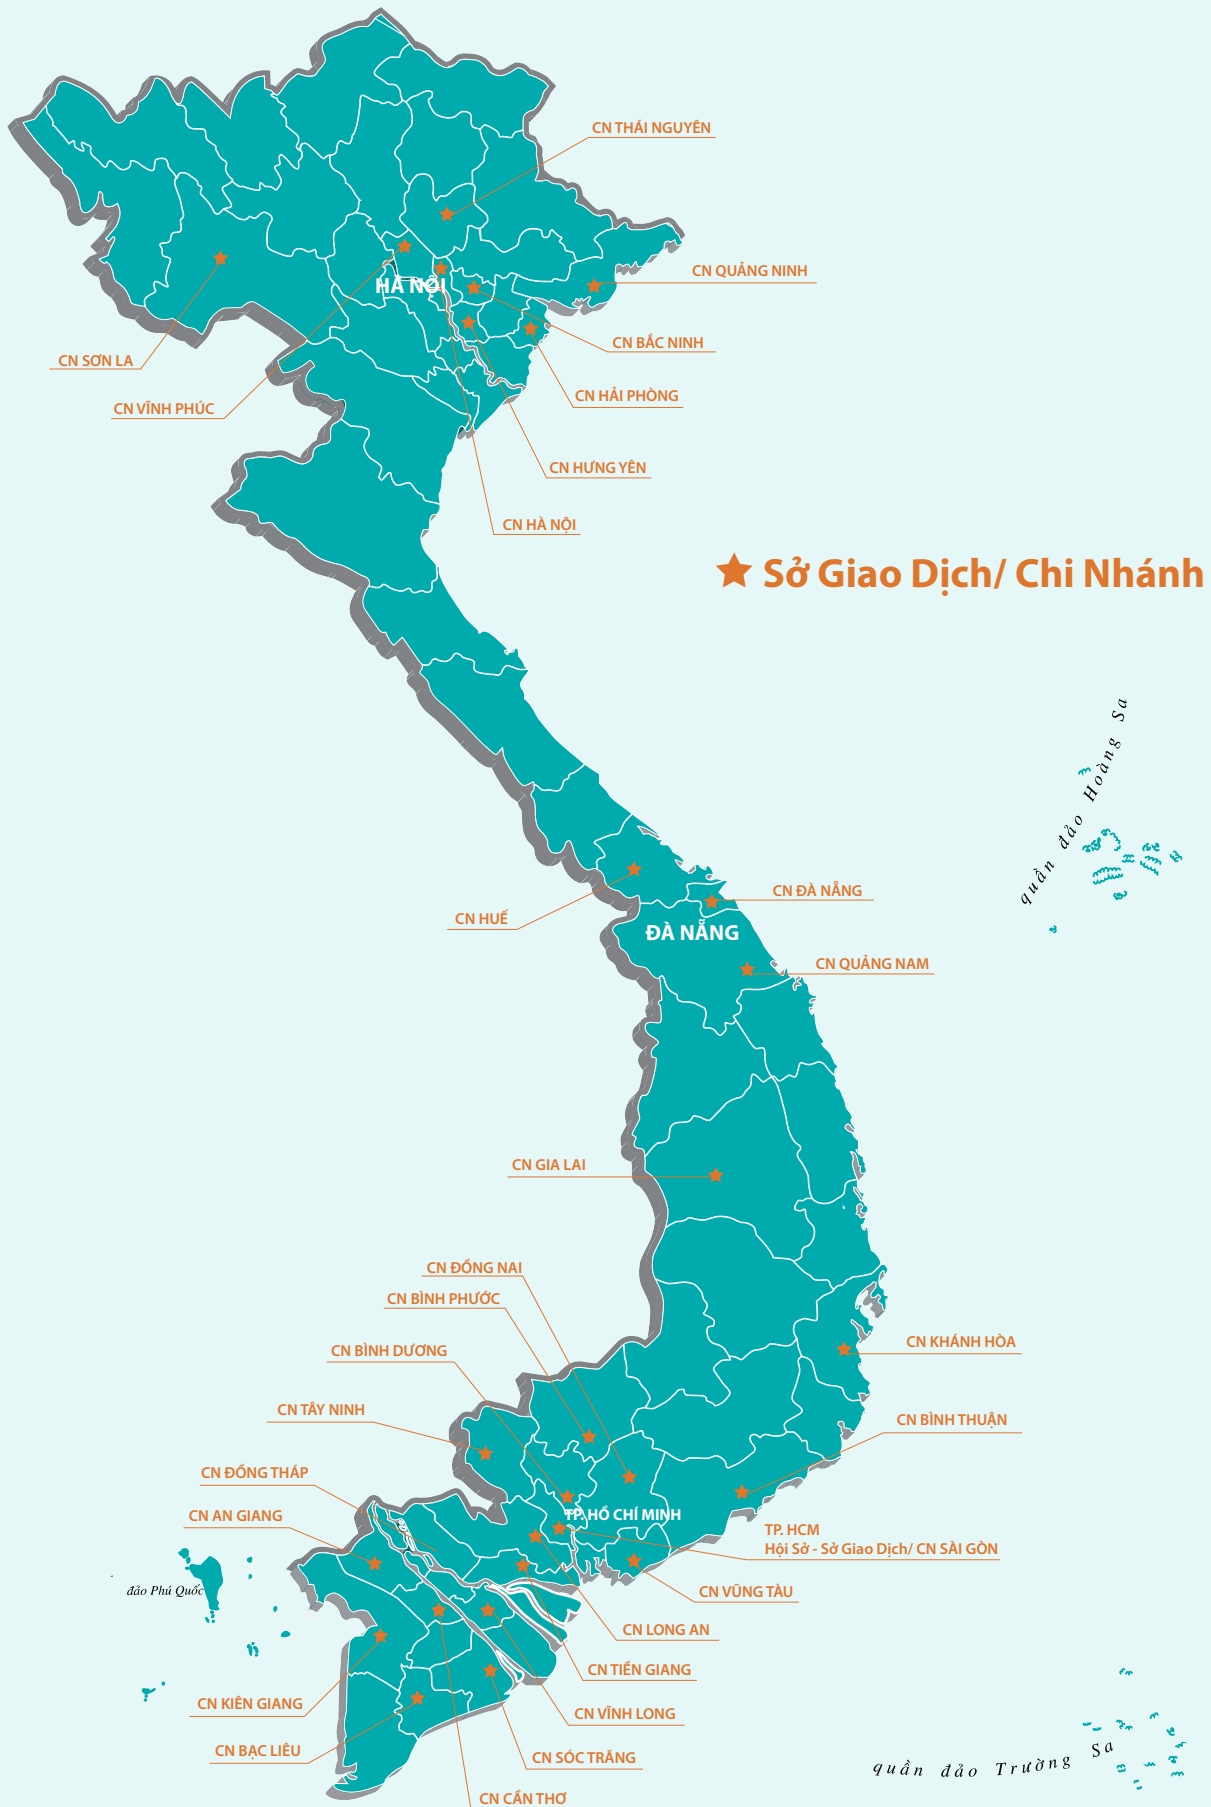 CN THÁI NGUYÊN
CN QUẢNG NINH
HÀ NỘI
CN BẮC NINH
CN SƠN LA
CN HẢI PHÒNG
CN VĨNH PHÚC
CN HƯNG YÊN
CN HÀ NỘI
Sở Giao Dịch/ Chi Nhánh
quần đảo Hoàng Sa
CN ĐÀ NẴNG
CN HUẾ
ĐÀ NẴNG
CN QUẢNG NAM
CN GIA LAI
CN ĐỒNG NAI
CN BÌNH PHƯỚC
CN KHÁNH HÒA
CN BÌNH DƯƠNG
CN TÂY NINH
CN BÌNH THUẬN
CN ĐỒNG THÁP
CN AN GIANG
TP. HỒ CHÍ MINH
TP. HCM
Hội Sở - Sở Giao Dịch/ CN SÀI GÒN
đảo Phú Quốc
CN VŨNG TÀU
CN LONG AN
CN TIỀN GIANG
CN KIÊN GIANG
CN VĨNH LONG
CN BẠC LIÊU
CN SÓC TRĂNG
quần đảo Trường Sa
CN CẦN THƠ